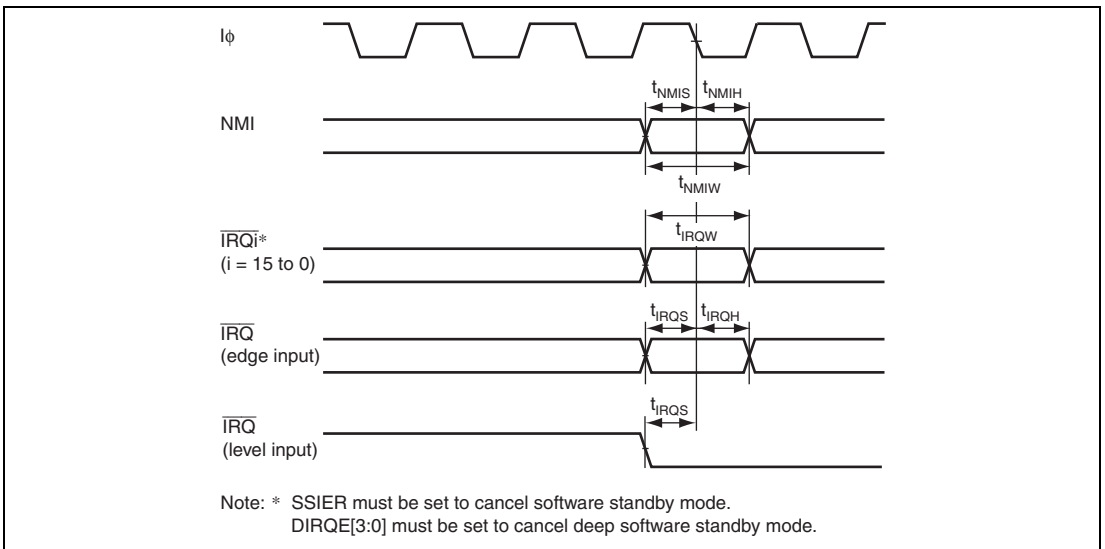 Iϕ
tNMIS tNMIH
NMI
tNMIW
IRQi*
(i = 15 to 0)
tIRQW
tIRQS tIRQH
IRQ
(edge input)
tIRQS
IRQ
(level input)
Note: * SSIER must be set to cancel software standby mode.
DIRQE[3:0] must be set to cancel deep software standby mode.